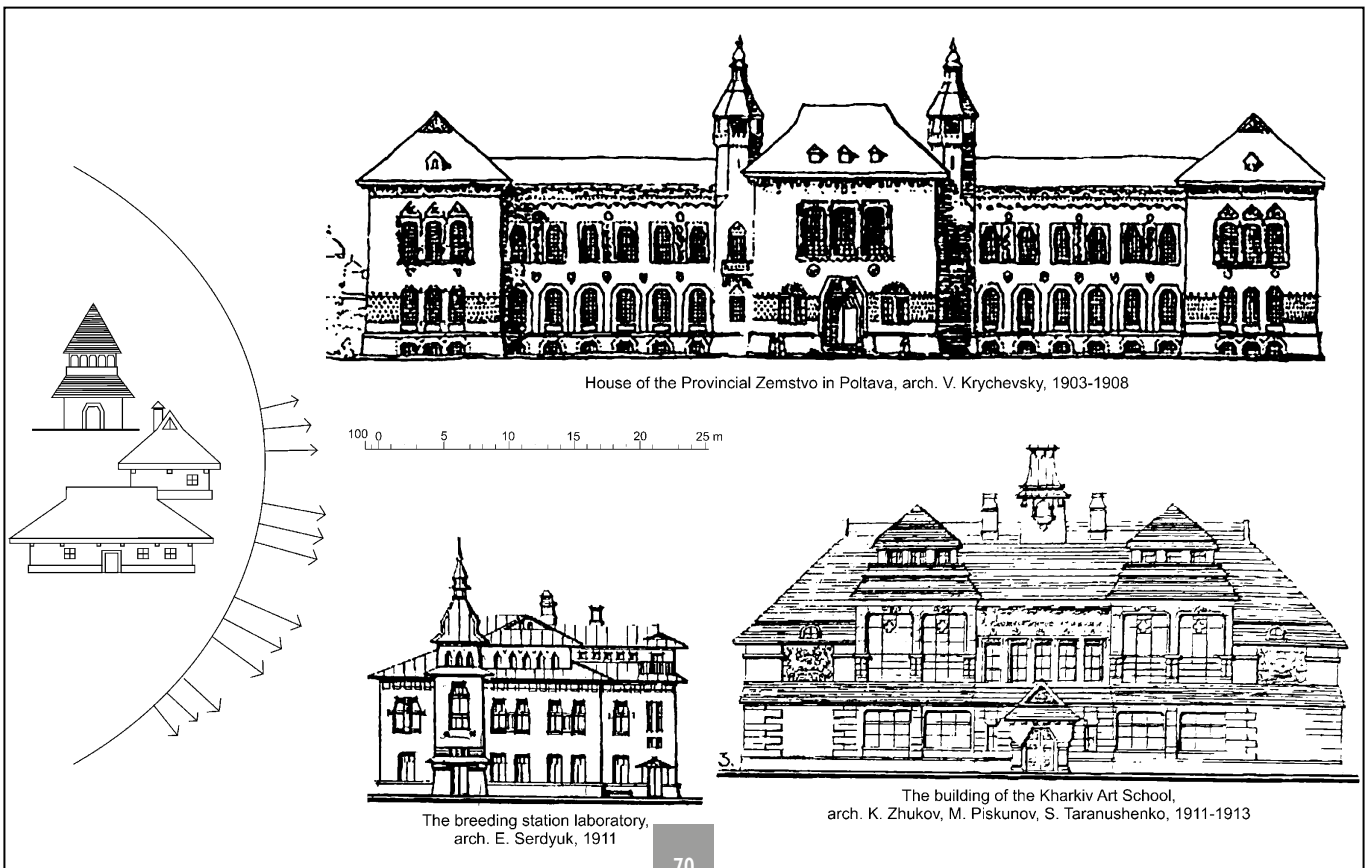 House of the Provincial Zemstvo in Poltava, arch. V. Krychevsky, 1903-1908
100 0 5 10 15 20 25 m
3.
The breeding station laboratory,
arch. E. Serdyuk, 1911
The building of the Kharkiv Art School,
arch. K. Zhukov, M. Piskunov, S. Taranushenko, 1911-1913
70